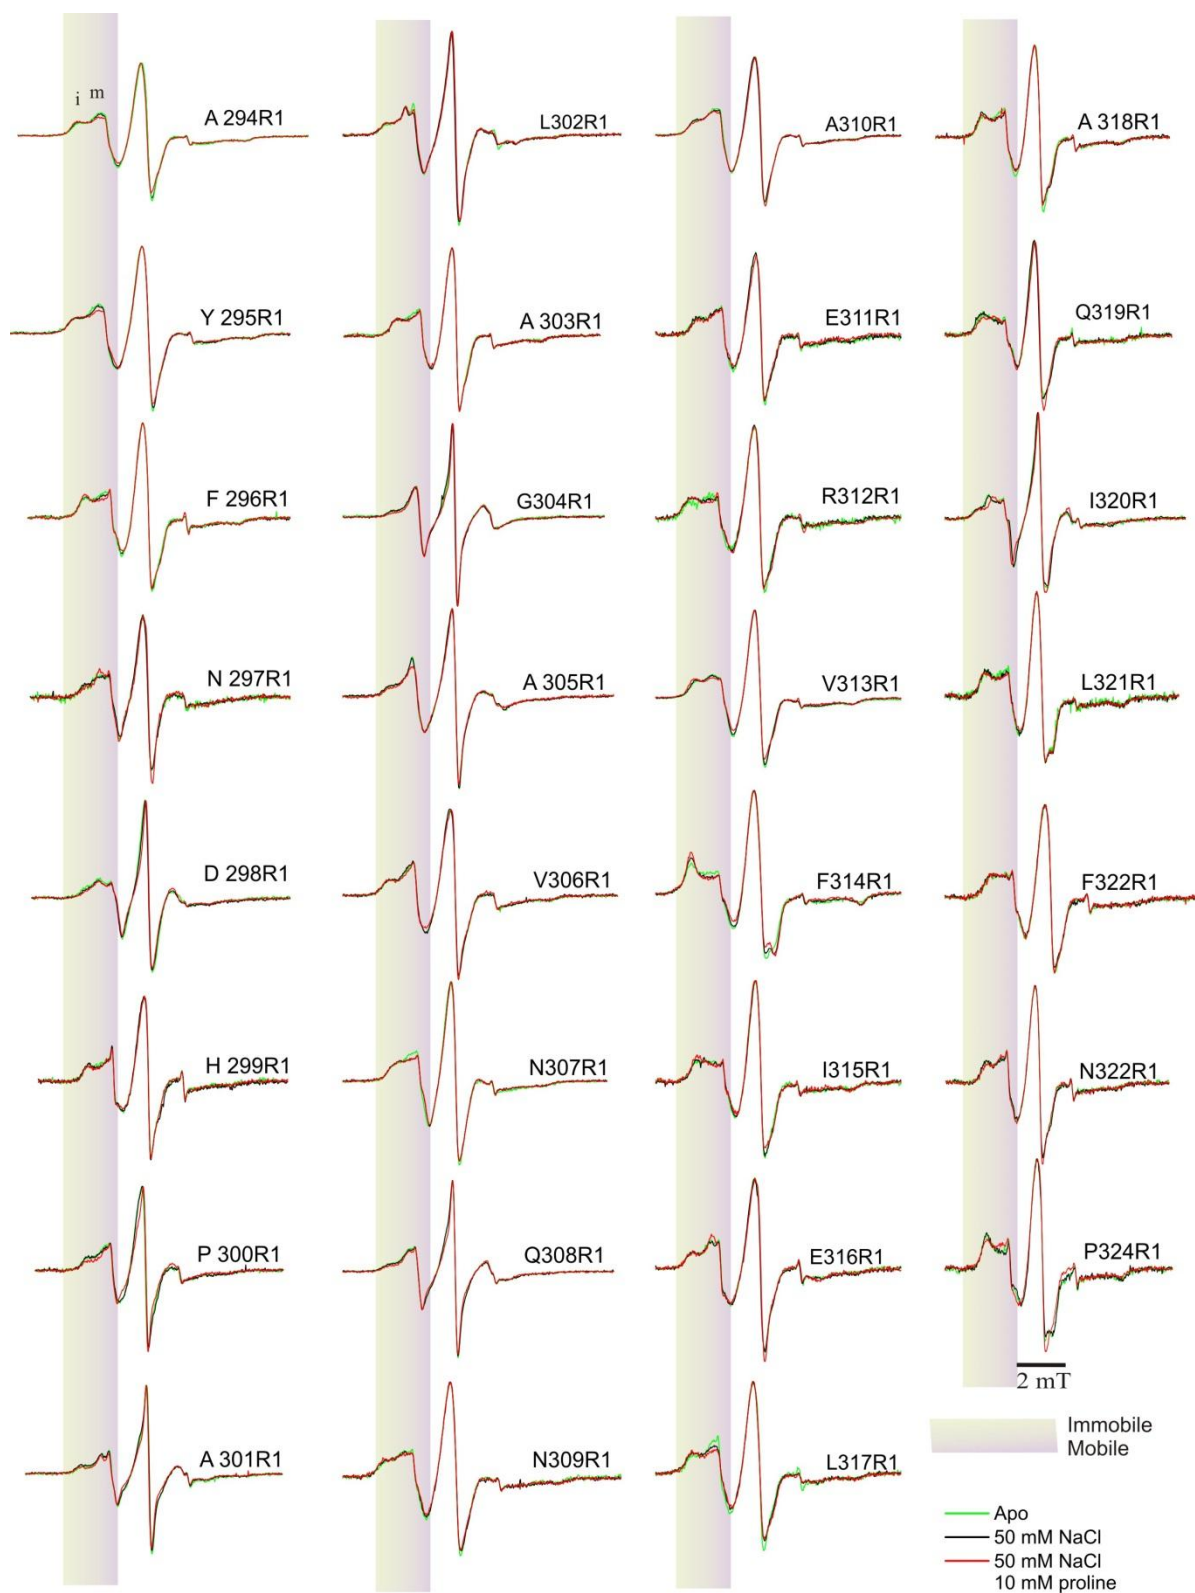 i m
A 294R1
Y 295R1
F 296R1
N 297R1
D 298R1
H 299R1
P 300R1
A 301R1
L302R1
A 303R1
G304R1
A 305R1
V306R1
N307R1
Q308R1
N309R1
A310R1
E311R1
R312R1
V313R1
F314R1
I315R1
E316R1
L317R1
A 318R1
Q319R1
I320R1
L321R1
F322R1
N322R1
P324R1
2 mT
Immobile
Mobile
Apo
50 mM NaCl
50 mM NaCl
10 mM proline